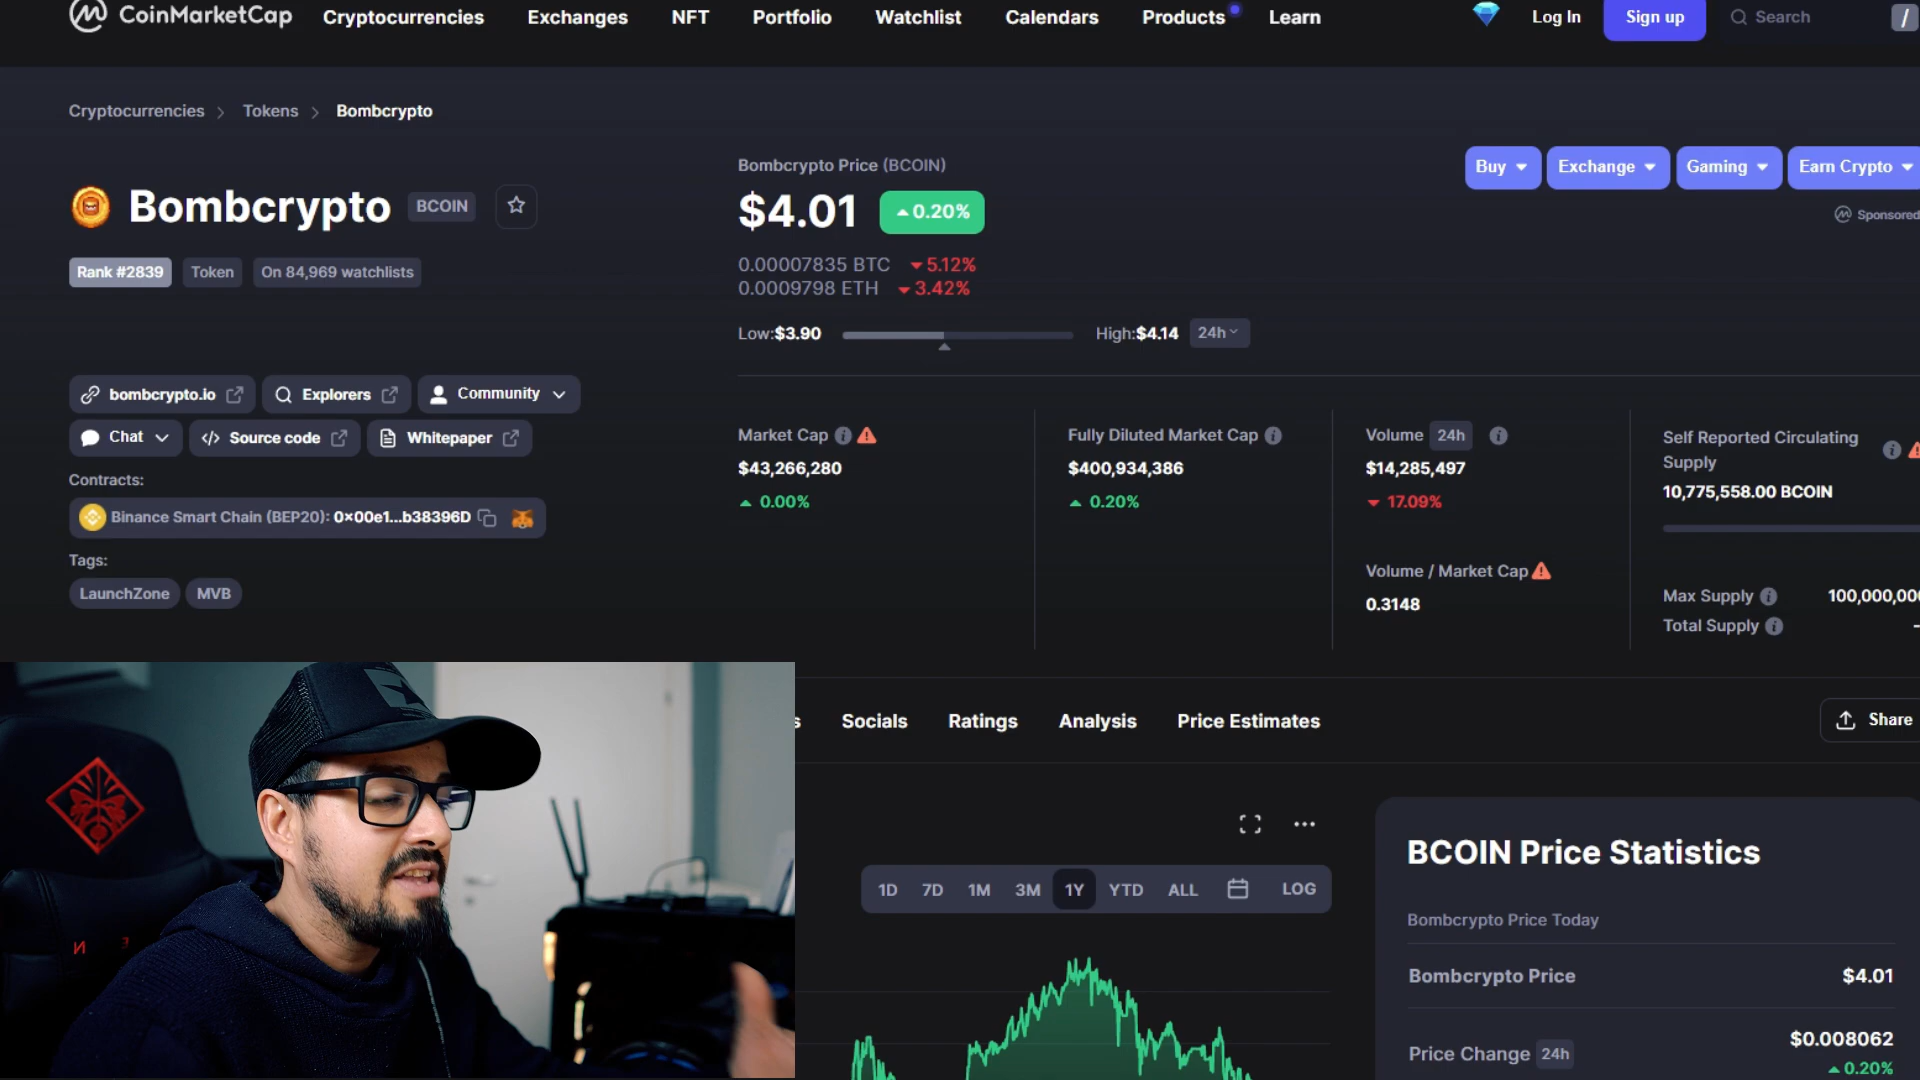 CoinMarketCap Cryptocurrencies Exchanges NFT Portfolio Watchlist Calendars Products Learn Log In Sign up Search /
Cryptocurrencies > Tokens > Bombcrypto
Bombcrypto BCOIN
Rank #2839 Token On 84,969 watchlists
bombcrypto.io Explorers Community
Chat Source code Whitepaper
Contracts:
Binance Smart Chain (BEP20): 0x00e1...b38396D
Tags:
LaunchZone MVB
Bombcrypto Price (BCOIN)
$4.01 0.20%
0.00007835 BTC 5.12%
0.0009798 ETH 3.42%
Low:$3.90 High:$4.14 24h
Buy Exchange Gaming Earn Crypto
Sponsored
Market Cap
$43,266,280
0.00%
Fully Diluted Market Cap
$400,934,386
0.20%
Volume 24h
$14,285,497
17.09%
Volume / Market Cap
0.3148
Self Reported Circulating
Supply
10,775,558.00 BCOIN
Max Supply 100,000,000
Total Supply -
s Socials Ratings Analysis Price Estimates Share
1D 7D 1M 3M 1Y YTD ALL LOG
BCOIN Price Statistics
Bombcrypto Price Today
Bombcrypto Price $4.01
Price Change 24h $0.008062
0.20%